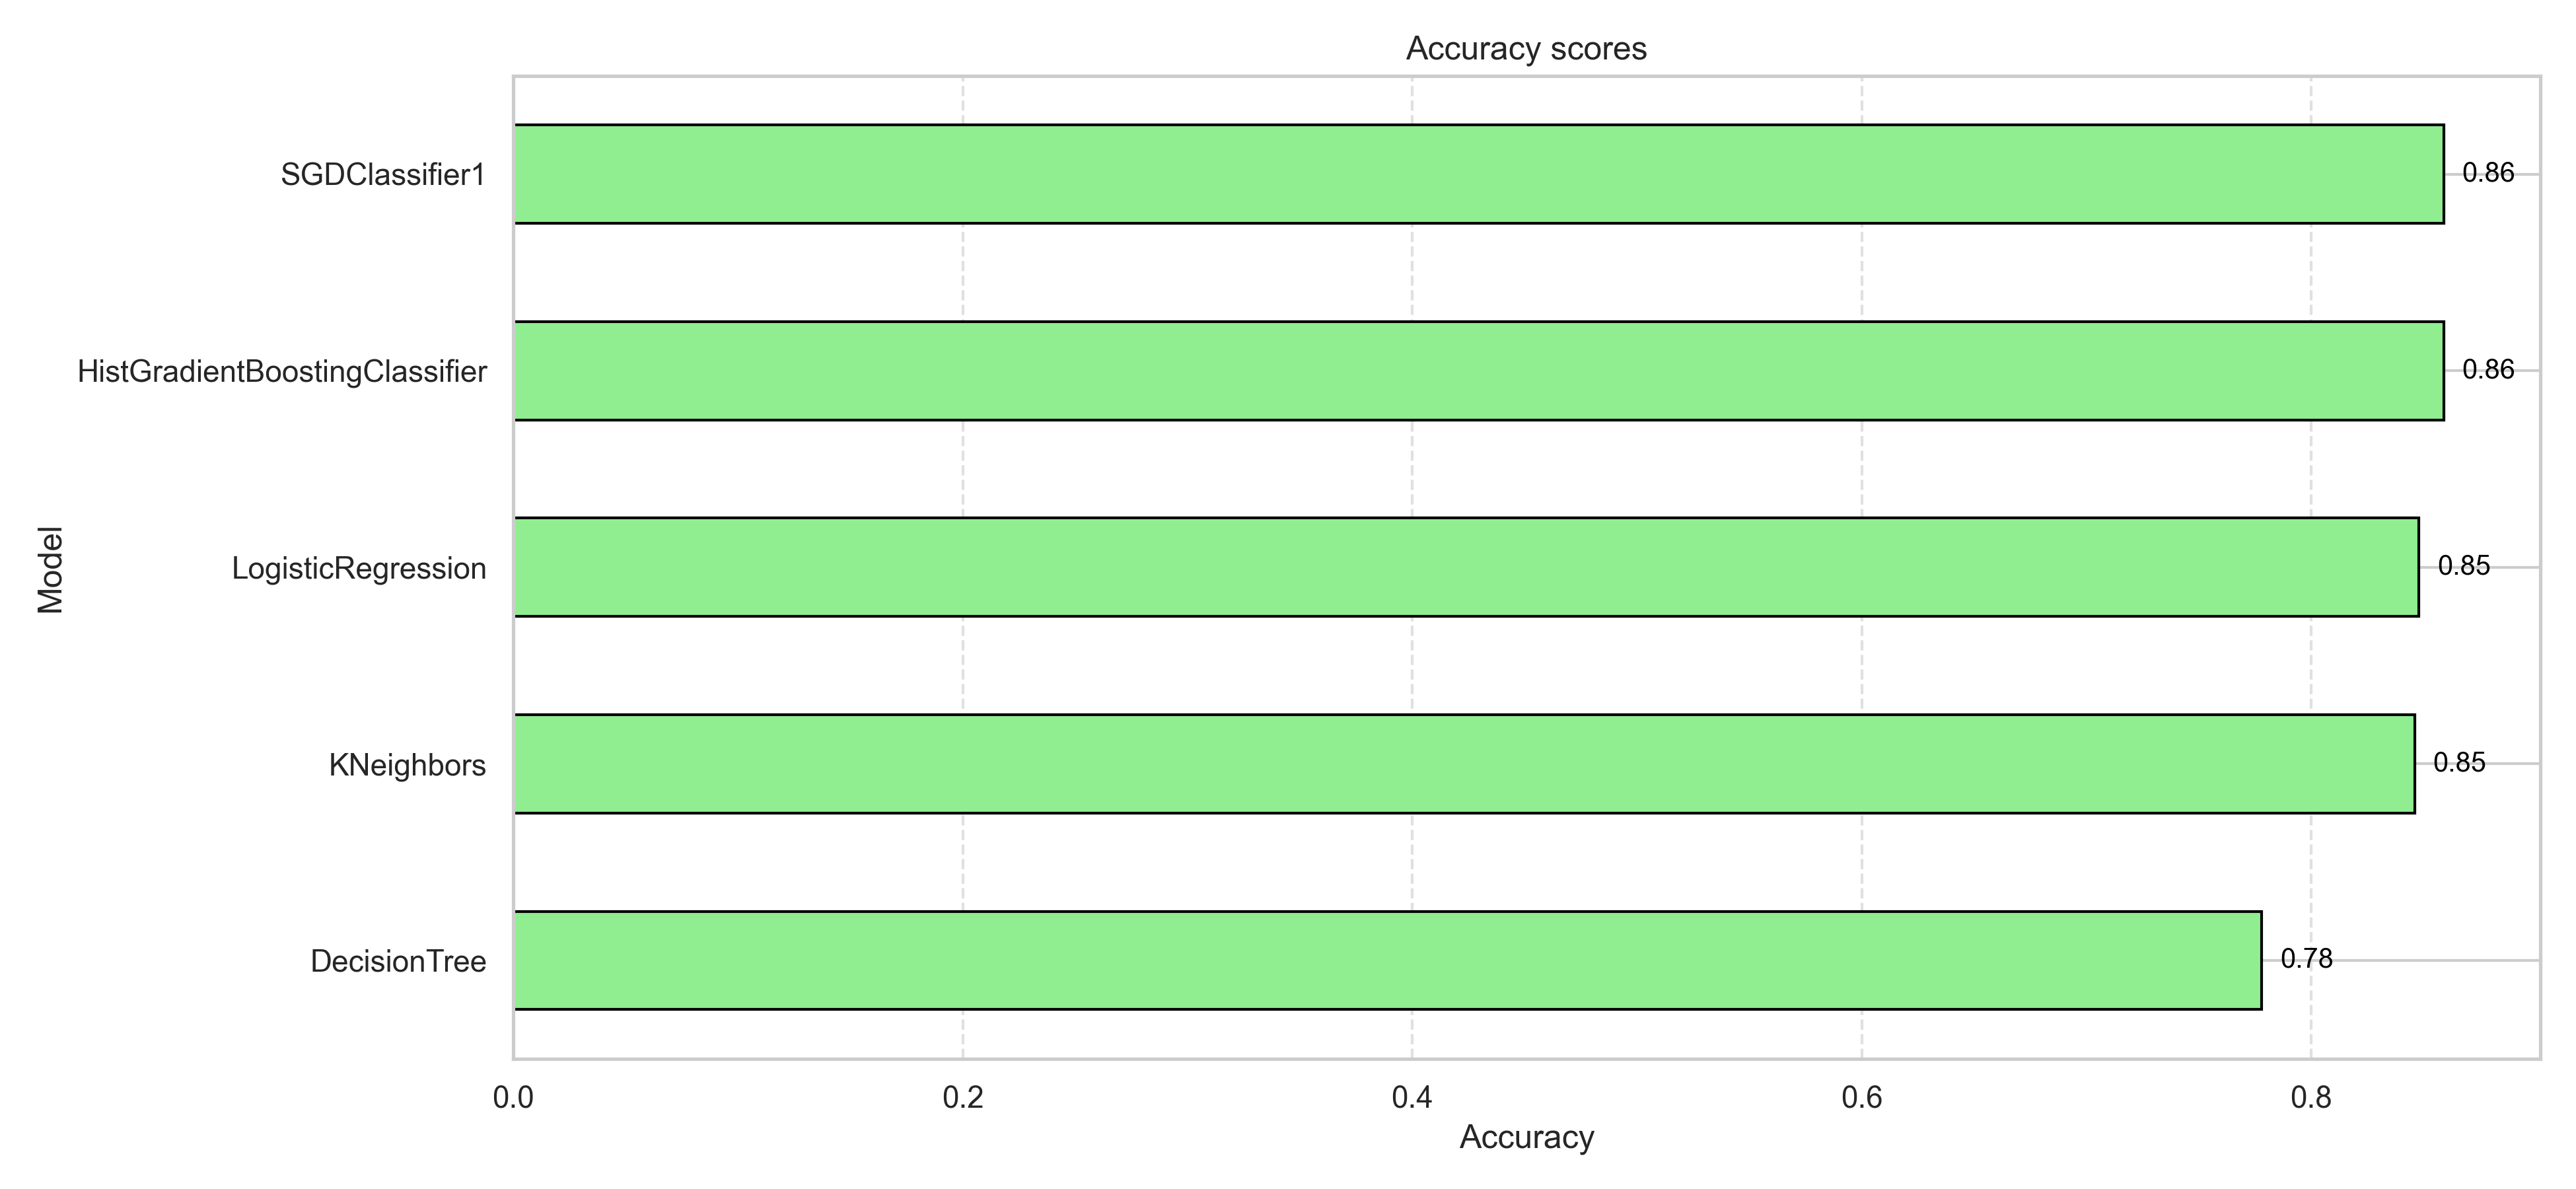 Accuracy scores
Model
SGDClassifier1
0.86
HistGradientBoostingClassifier
0.86
LogisticRegression
0.85
KNeighbors
0.85
DecisionTree
0.78
0.0 0.2 0.4 0.6 0.8
Accuracy